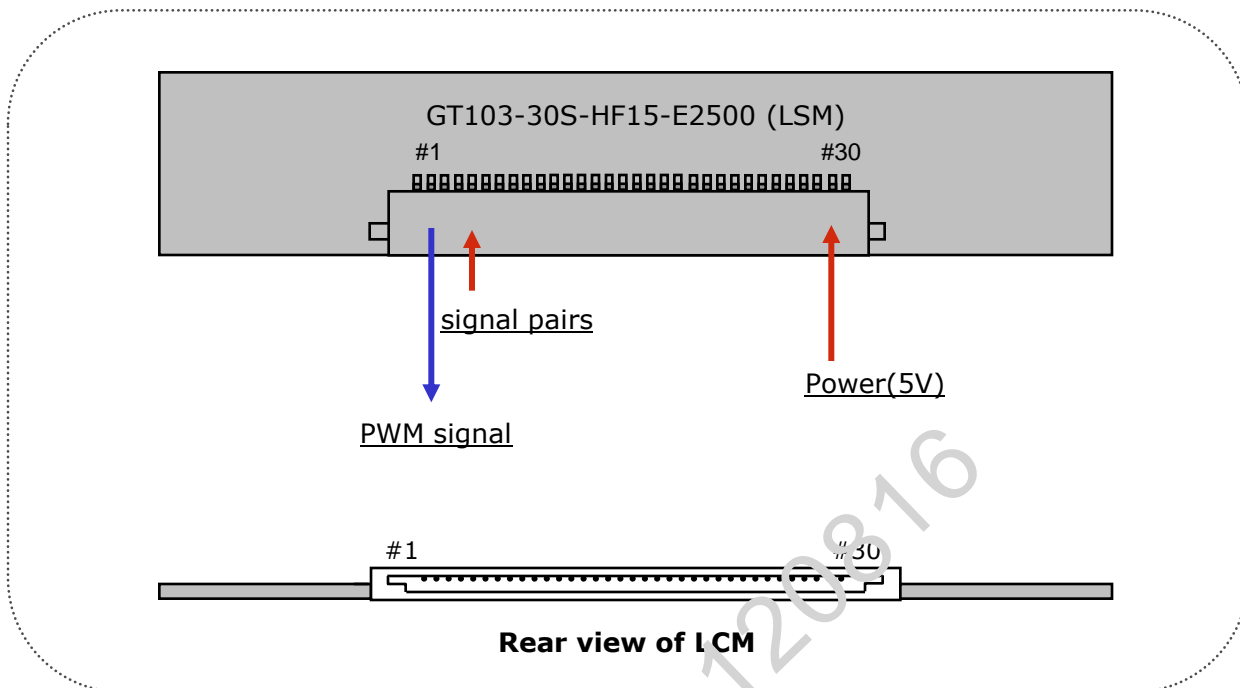 GT103-30S-HF15-E2500 (LSM)
#1 #30
signal pairs
Power(5V)
PWM signal
#1 #30
Rear view of LCM
120816